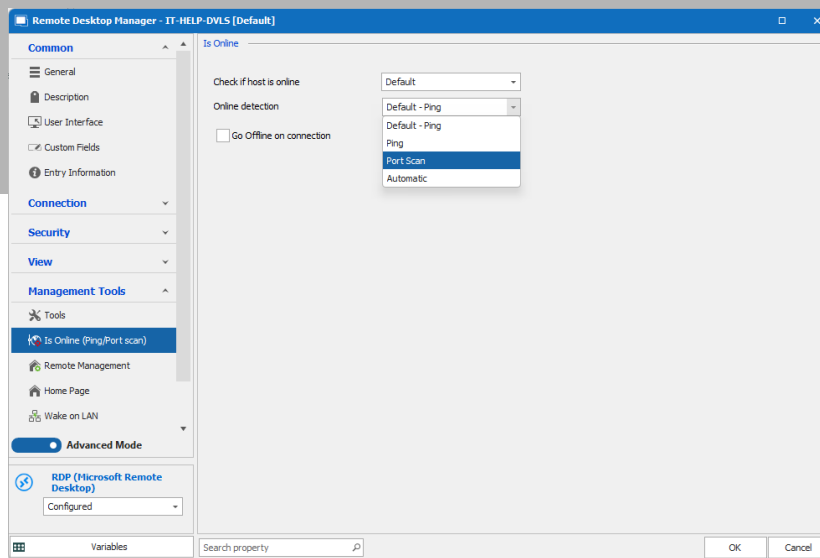 Remote Desktop Manager - IT-HELP-DVLS [Default]
Common
General
Description
User Interface
Custom Fields
Entry Information
Connection
Security
View
Management Tools
Tools
Is Online (Ping/Port scan)
Remote Management
Home Page
Wake on LAN
Advanced Mode
RDP (Microsoft Remote
Desktop)
Configured
Variables
Is Online
Check if host is online
Default
Online detection
Default - Ping
Default - Ping
Ping
Port Scan
Automatic
Go Offline on connection
Search property
OK
Cancel